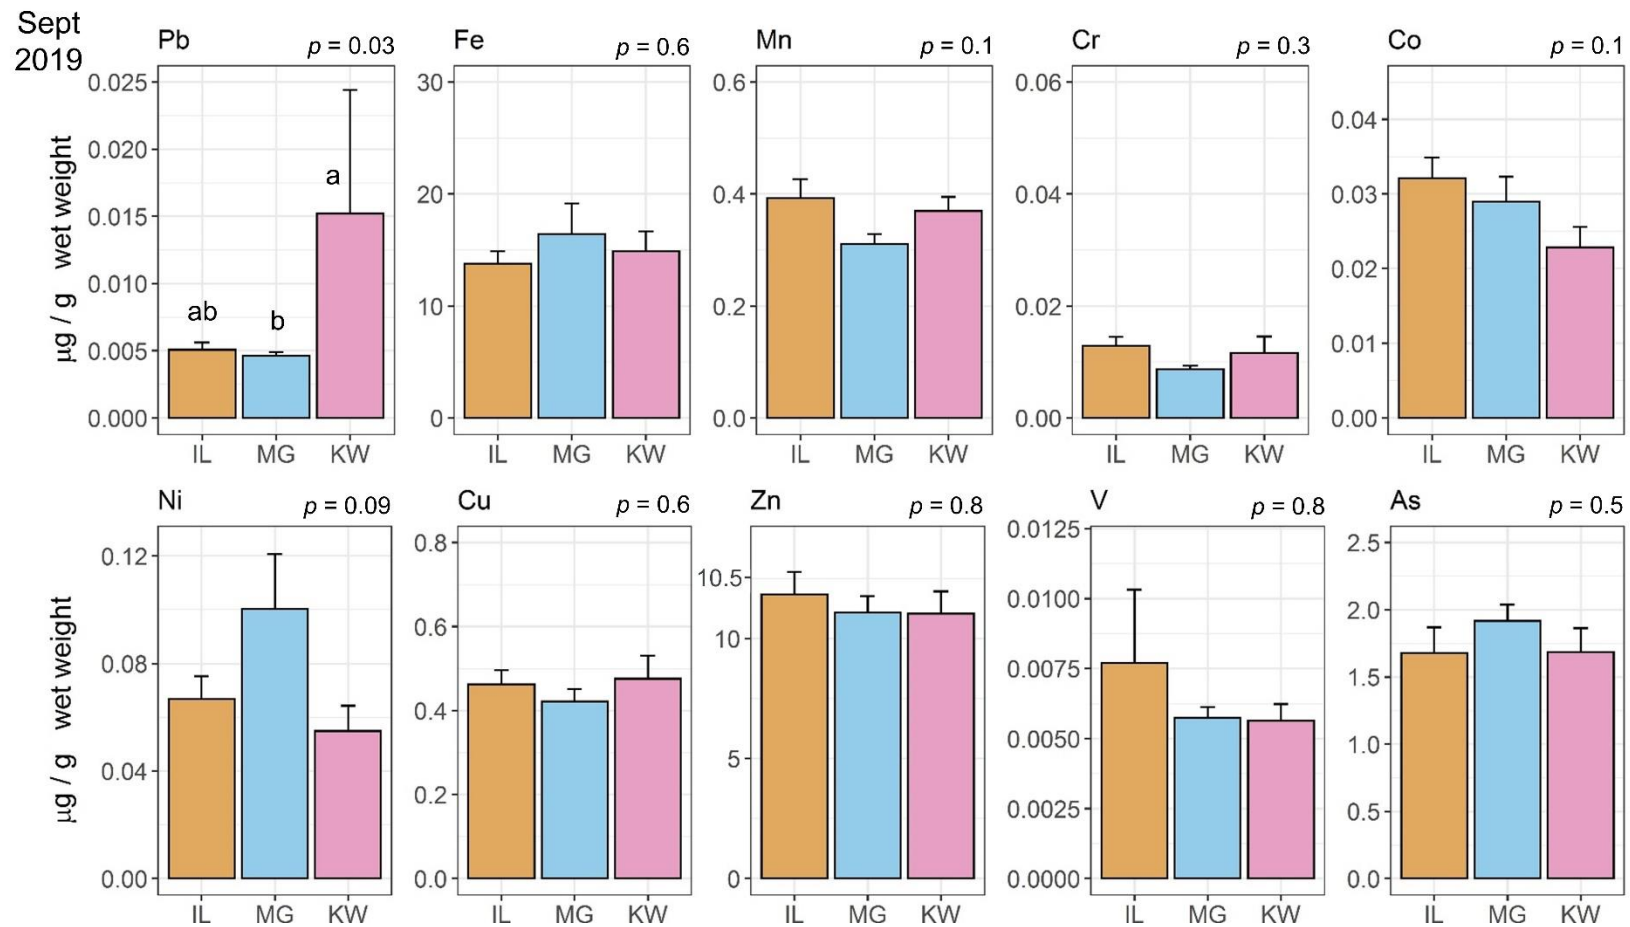 Sept
2019
Pb
p = 0.03
Fe
p = 0.6
Mn
p = 0.1
Cr
p = 0.3
Co
p = 0.1
µg / g wet weight
0.025
0.020
0.015
0.010
0.005
0.000
ab
b
a
IL MG KW
30
20
10
0
IL MG KW
0.6
0.4
0.2
0.0
IL MG KW
0.06
0.04
0.02
0.00
IL MG KW
0.04
0.03
0.02
0.01
0.00
IL MG KW
Ni
p = 0.09
Cu
p = 0.6
Zn
p = 0.8
V
p = 0.8
As
p = 0.5
µg / g wet weight
0.12
0.08
0.04
0.00
IL MG KW
0.8
0.6
0.4
0.2
0.0
IL MG KW
10.5
10
5
0
IL MG KW
0.0125
0.0100
0.0075
0.0050
0.0025
0.0000
IL MG KW
2.5
2.0
1.5
1.0
0.5
0.0
IL MG KW